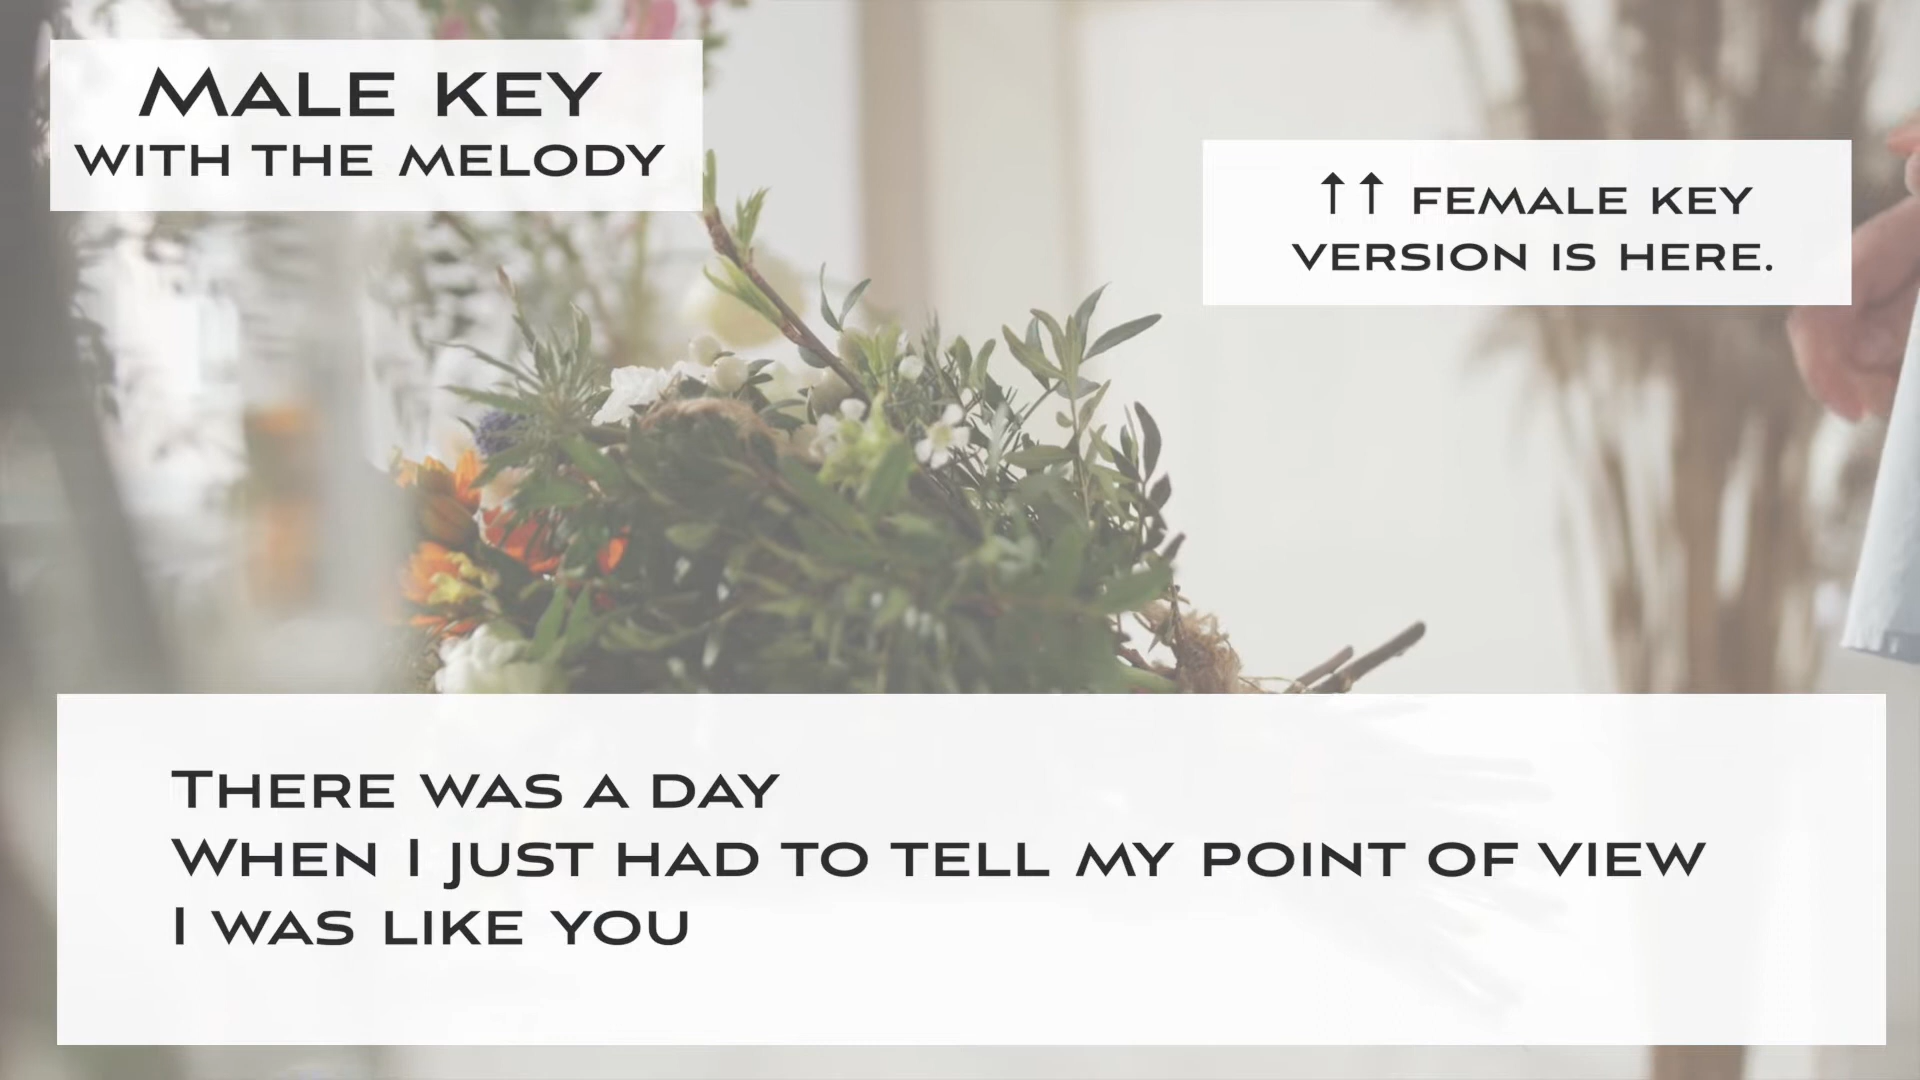 MALE KEY
WITH THE MELODY
↑↑ FEMALE KEY
VERSION IS HERE.
THERE WAS A DAY
WHEN I JUST HAD TO TELL MY POINT OF VIEW
I WAS LIKE YOU